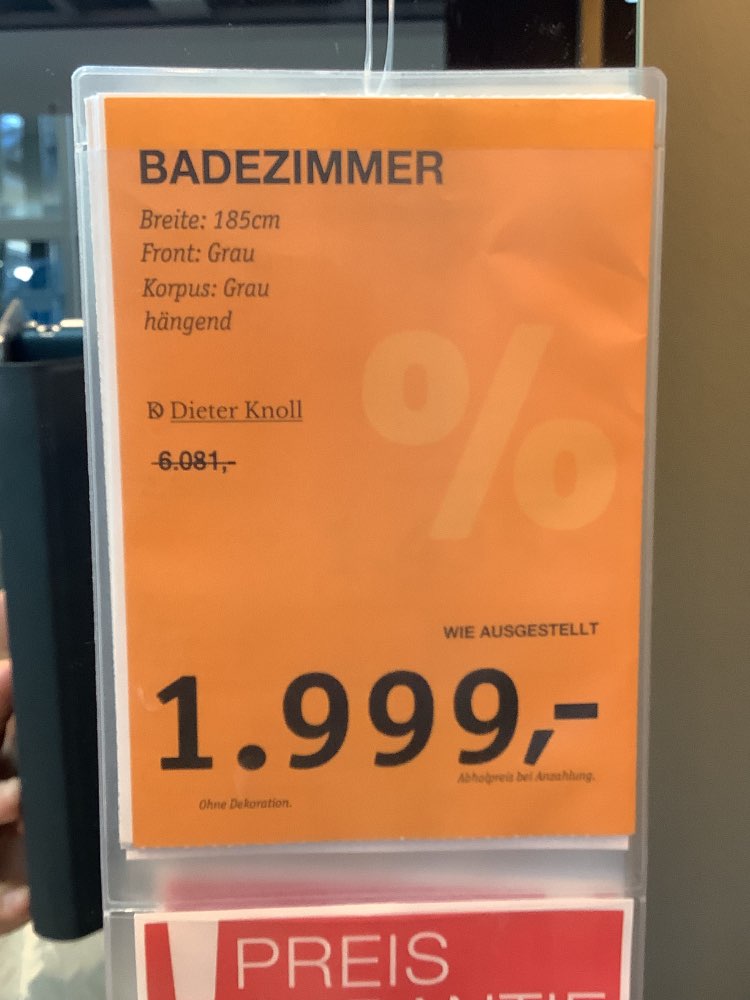 BADEZIMMER
Breite: 185cm
Front: Grau
Korpus: Grau
hängend
DK Dieter Knoll
6.081,-
%
WIE AUSGESTELLT
1.999,-
Abholpreis bei Anzahlung.
Ohne Dekoration.
PREIS